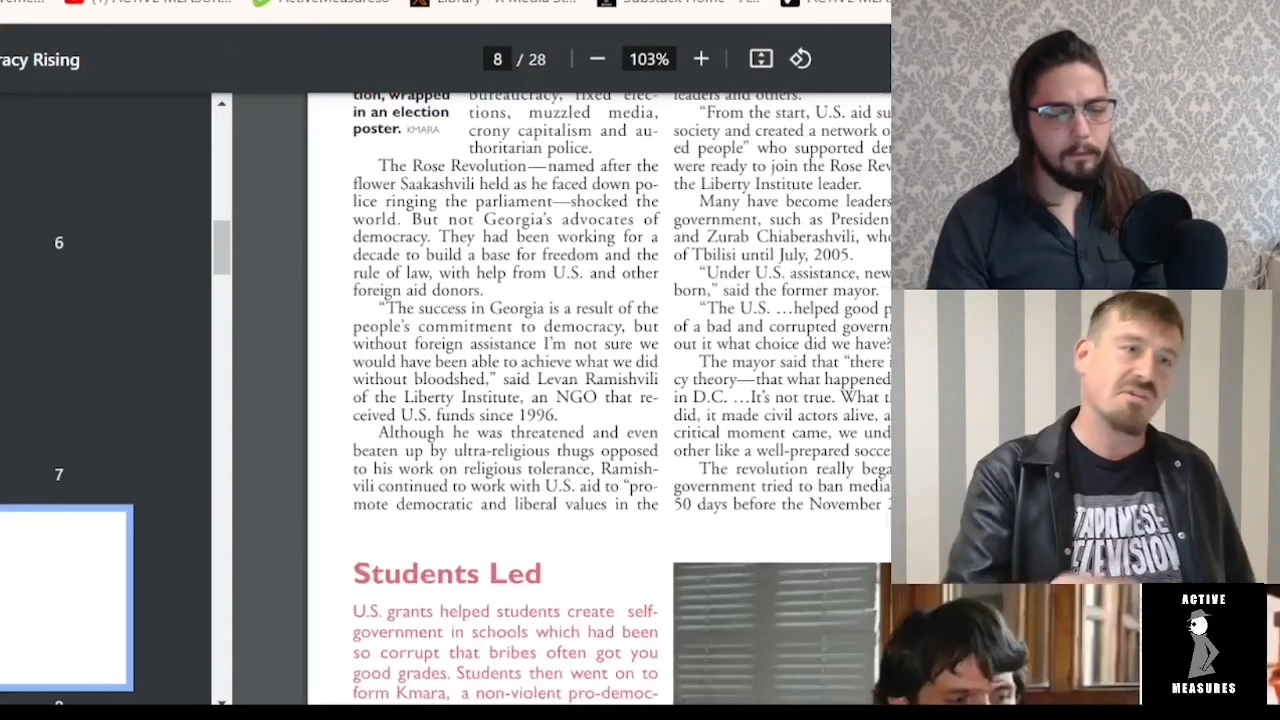 ActiveMeasureso
Library - X Media St...
Substack Home - A...
racy Rising
8 / 28
103%
6
7
tion, wrapped
in an election
poster. KMARA
bureaucracy, fixed elec-
tions, muzzled media,
crony capitalism and au-
thoritarian police.
The Rose Revolution—named after the
flower Saakashvili held as he faced down po-
lice ringing the parliament—shocked the
world. But not Georgia's advocates of
democracy. They had been working for a
decade to build a base for freedom and the
rule of law, with help from U.S. and other
foreign aid donors.
"The success in Georgia is a result of the
people's commitment to democracy, but
without foreign assistance I'm not sure we
would have been able to achieve what we did
without bloodshed," said Levan Ramishvili
of the Liberty Institute, an NGO that re-
ceived U.S. funds since 1996.
Although he was threatened and even
beaten up by ultra-religious thugs opposed
to his work on religious tolerance, Ramish-
vili continued to work with U.S. aid to "pro-
mote democratic and liberal values in the
leaders and others.
"From the start, U.S. aid su
society and created a network o
ed people" who supported der
were ready to join the Rose Rev
the Liberty Institute leader.
Many have become leaders
government, such as Presiden
and Zurab Chiaberashvili, who
of Tbilisi until July, 2005.
"Under U.S. assistance, new
born," said the former mayor.
"The U.S. …helped good p
of a bad and corrupted govern
out it what choice did we have?
The mayor said that "there i
cy theory—that what happened
in D.C. …It's not true. What t
did, it made civil actors alive, a
critical moment came, we und
other like a well-prepared socce
The revolution really bega
government tried to ban media
50 days before the November 2
Students Led
U.S. grants helped students create self-
government in schools which had been
so corrupt that bribes often got you
good grades. Students then went on to
form Kmara, a non-violent pro-democ-
JAPANESE
TELEVISION
ACTIVE
MEASURES